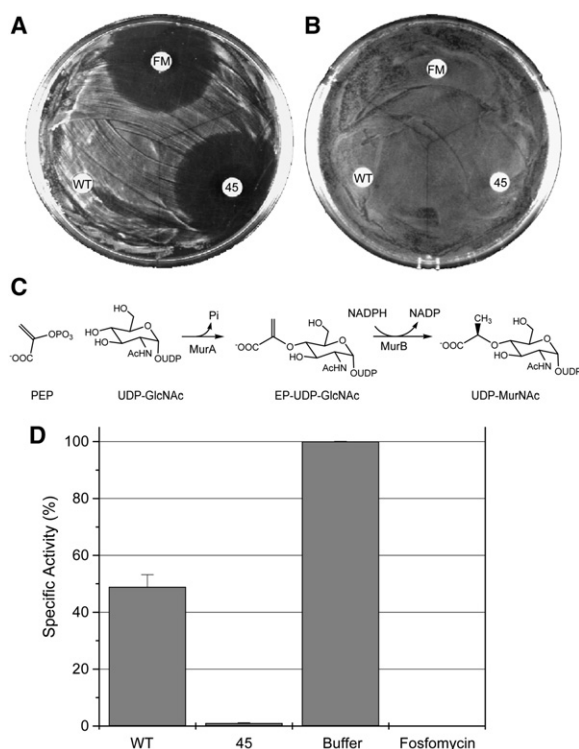 A
B
FM
WT
45
FM
WT
45
C
PEP
UDP-GlcNAc
Pi
MurA
EP-UDP-GlcNAc
NADPH
NADP
MurB
UDP-MurNAc
⁻OOC
OPO₃
HO
HO
HO
O
AcHN
OUDP
⁻OOC
O
HO
HO
O
AcHN
OUDP
CH₃
⁻OOC
O
HO
HO
O
AcHN
OUDP
D
Specific Activity (%)
100
80
60
40
20
0
WT 45 Buffer Fosfomycin